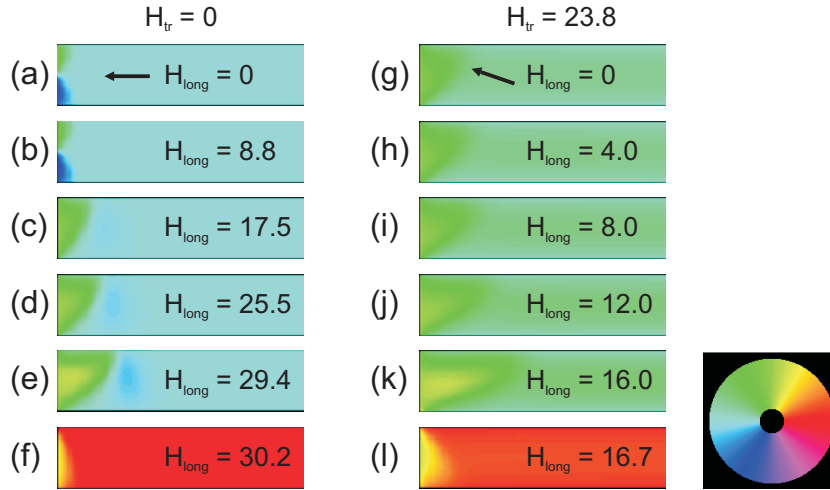 H_tr = 0 H_tr = 23.8
(a) H_long = 0 (g) H_long = 0
(b) H_long = 8.8 (h) H_long = 4.0
(c) H_long = 17.5 (i) H_long = 8.0
(d) H_long = 25.5 (j) H_long = 12.0
(e) H_long = 29.4 (k) H_long = 16.0
(f) H_long = 30.2 (l) H_long = 16.7